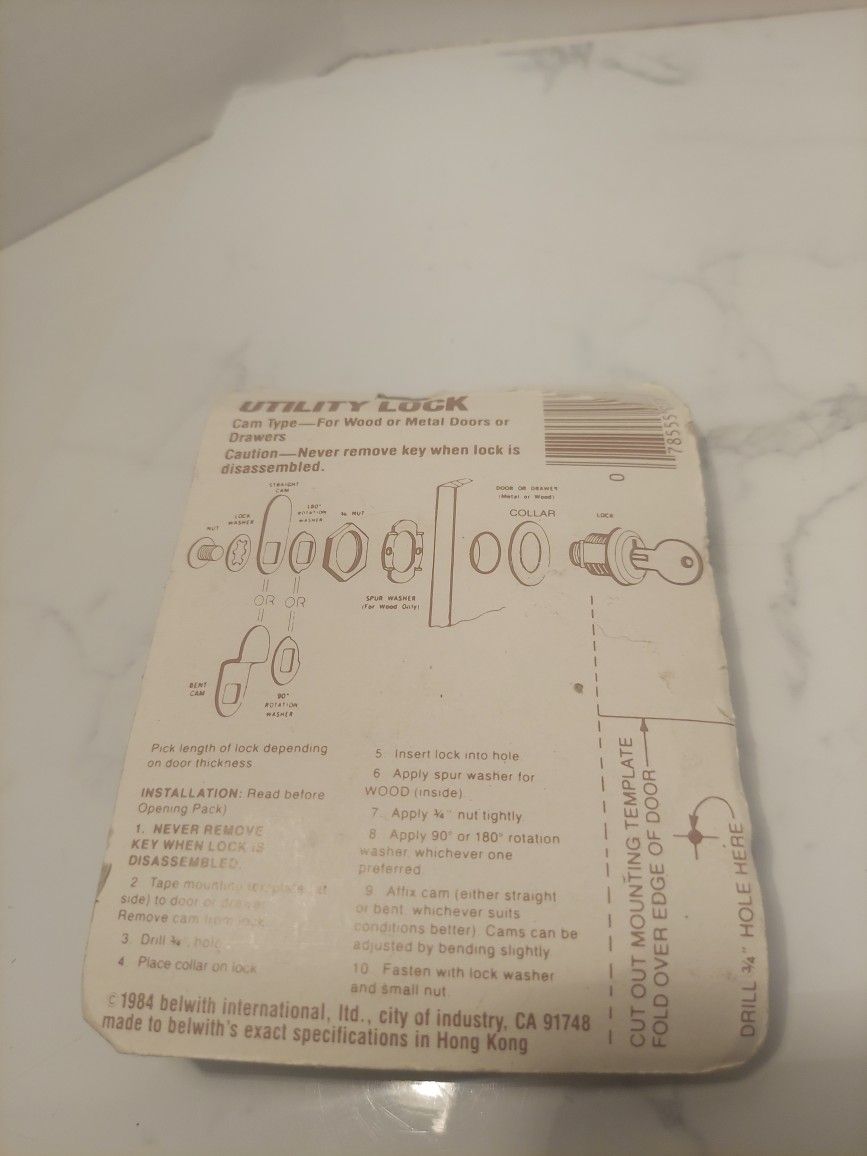 UTILITY LOCK
Cam Type—For Wood or Metal Doors or
Drawers
Caution—Never remove key when lock is
disassembled.
78555
0
STRAIGHT
CAM
180°
ROTATION
WASHER
LOCK
WASHER
NUT
¾ NUT
DOOR OR DRAWER
(Metal or Wood)
COLLAR
LOCK
OR OR
SPUR WASHER
(For Wood Only)
BENT
CAM
90°
ROTATION
WASHER
Pick length of lock depending
on door thickness
INSTALLATION: Read before
Opening Pack)
1. NEVER REMOVE
KEY WHEN LOCK IS
DISASSEMBLED.
2 Tape mounting
side) to door or drawer
Remove cam from lock
3. Drill ¾" hole
4 Place collar on lock
5. Insert lock into hole
6 Apply spur washer for
WOOD (inside)
7. Apply ¾" nut tightly
8 Apply 90° or 180° rotation
washer, whichever one
preferred
9 Affix cam (either straight
or bent, whichever suits
conditions better). Cams can be
adjusted by bending slightly
10 Fasten with lock washer
and small nut.
CUT OUT MOUNTING TEMPLATE
FOLD OVER EDGE OF DOOR
DRILL ¾" HOLE HERE
©1984 belwith international, ltd., city of industry, CA 91748
made to belwith's exact specifications in Hong Kong